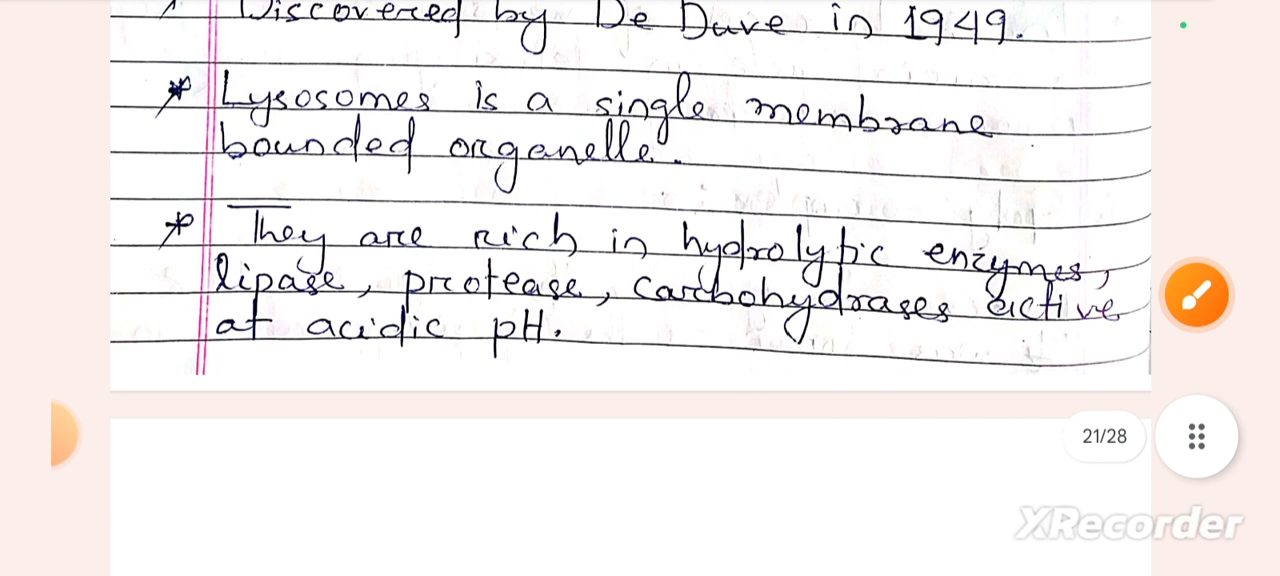 * Discovered by De Duve in 1949.
* Lysosomes is a single membrane
bounded organelle.
* They are rich in hydrolytic enzymes,
lipase, protease, carbohydrases active
at acidic pH.
21/28
XRecorder